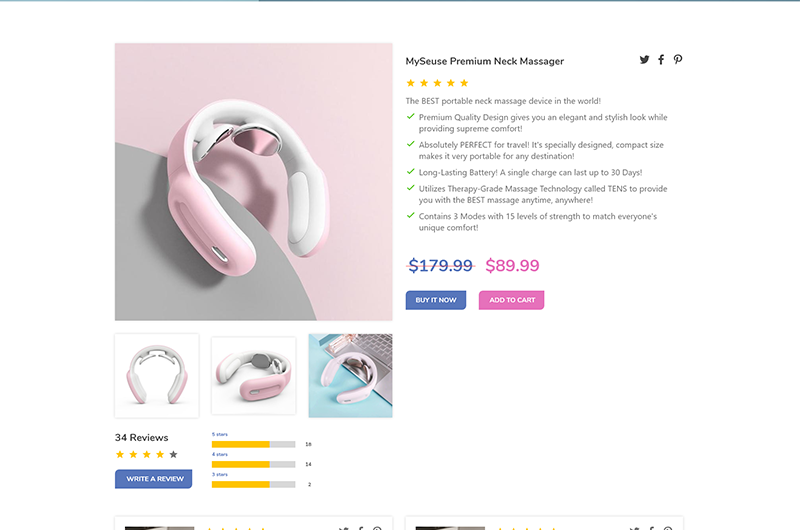 MySeuse Premium Neck Massager
The BEST portable neck massage device in the world!
Premium Quality Design gives you an elegant and stylish look while
providing supreme comfort!
Absolutely PERFECT for travel! It's specially designed, compact size
makes it very portable for any destination!
Long-Lasting Battery! A single charge can last up to 30 Days!
Utilizes Therapy-Grade Massage Technology called TENS to provide
you with the BEST massage anytime, anywhere!
Contains 3 Modes with 15 levels of strength to match everyone's
unique comfort!
$179.99 $89.99
BUY IT NOW ADD TO CART
34 Reviews
WRITE A REVIEW
5 stars
18
4 stars
14
3 stars
2